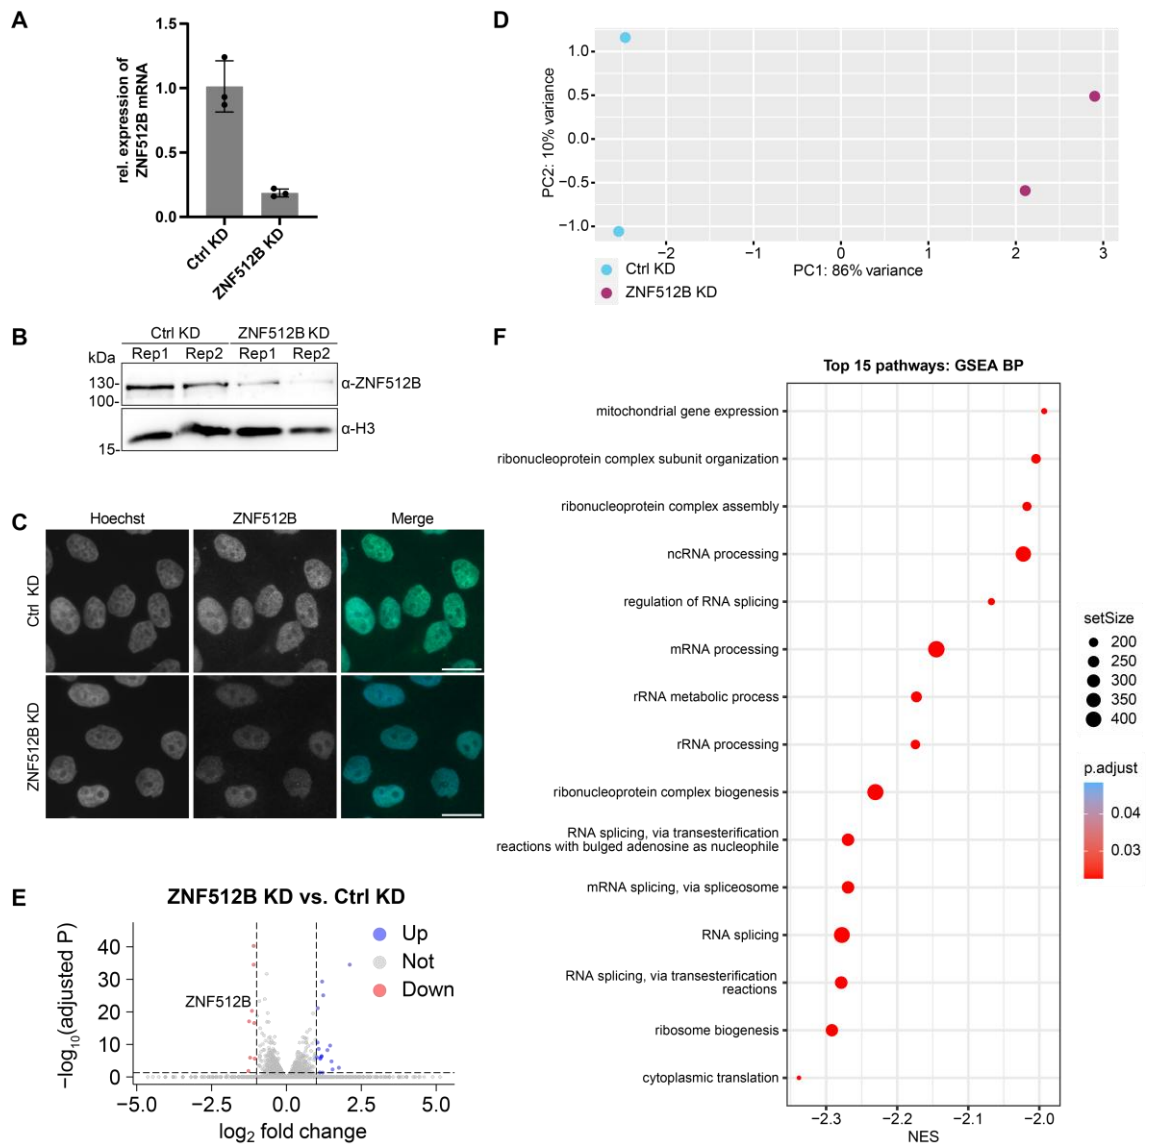 A
rel. expression of
ZNF512B mRNA
1.5
1.0
0.5
0.0
Ctrl KD
ZNF512B KD
B
Ctrl KD
ZNF512B KD
kDa
Rep1
Rep2
Rep1
Rep2
130-
100-
α-ZNF512B
15-
α-H3
C
Hoechst
ZNF512B
Merge
Ctrl KD
ZNF512B KD
D
PC2: 10% variance
1.0
0.5
0.0
−0.5
−1.0
−2
−1
0
1
2
3
PC1: 86% variance
Ctrl KD
ZNF512B KD
E
ZNF512B KD vs. Ctrl KD
−log10(adjusted P)
40
30
20
10
0
Up
Not
Down
ZNF512B
−5.0
−2.5
0.0
2.5
5.0
log2 fold change
F
Top 15 pathways: GSEA BP
mitochondrial gene expression
ribonucleoprotein complex subunit organization
ribonucleoprotein complex assembly
ncRNA processing
regulation of RNA splicing
mRNA processing
rRNA metabolic process
rRNA processing
ribonucleoprotein complex biogenesis
RNA splicing, via transesterification
reactions with bulged adenosine as nucleophile
mRNA splicing, via spliceosome
RNA splicing
RNA splicing, via transesterification
reactions
ribosome biogenesis
cytoplasmic translation
−2.3
−2.2
−2.1
−2.0
NES
setSize
200
250
300
350
400
p.adjust
0.04
0.03